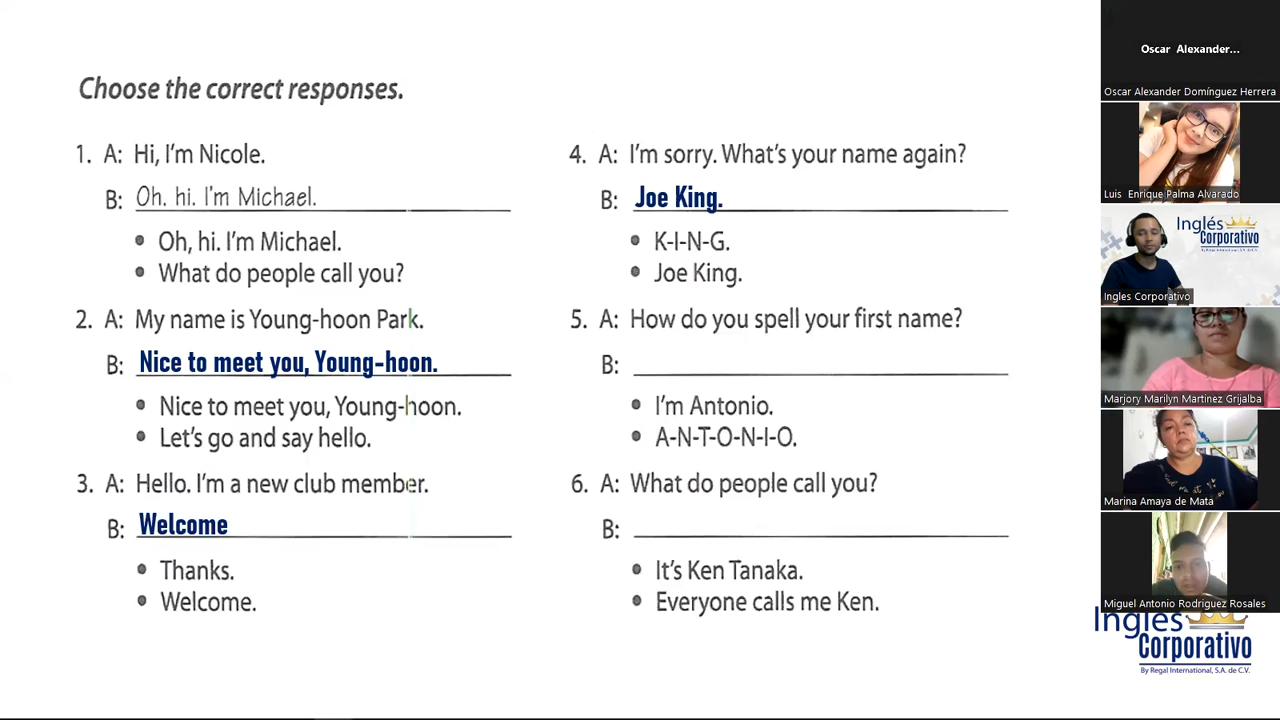 Choose the correct responses.
1. A: Hi, I'm Nicole.
B: Oh. hi. I'm Michael.
• Oh, hi. I'm Michael.
• What do people call you?
2. A: My name is Young-hoon Park.
B: Nice to meet you, Young-hoon.
• Nice to meet you, Young-hoon.
• Let's go and say hello.
3. A: Hello. I'm a new club member.
B: Welcome
• Thanks.
• Welcome.
4. A: I'm sorry. What's your name again?
B: Joe King.
• K-I-N-G.
• Joe King.
5. A: How do you spell your first name?
B:
• I'm Antonio.
• A-N-T-O-N-I-O.
6. A: What do people call you?
B:
• It's Ken Tanaka.
• Everyone calls me Ken.
Oscar Alexander...
Oscar Alexander Domínguez Herrera
Luis Enrique Palma Alvarado
Inglés
Corporativo
By Regal International, S.A. de C.V.
Ingles Corporativo
Marjory Marilyn Martinez Grijalba
Marina Amaya de Mata
Miguel Antonio Rodriguez Rosales
Inglés
Corporativo
By Regal International, S.A. de C.V.